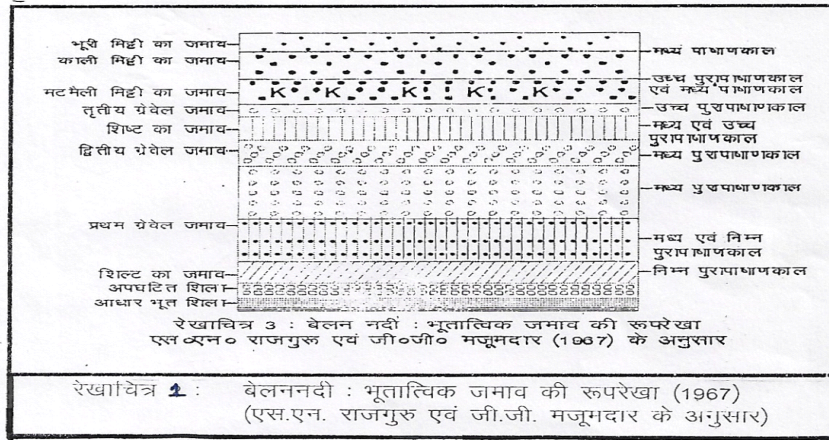 भूरी मिट्टी का जमाव
काली मिट्टी का जमाव
मटमैली मिट्टी का जमाव
तृतीय ग्रेवेल जमाव
शिष्ट का जमाव
द्वितीय ग्रेवेल जमाव
प्रथम ग्रेवेल जमाव
शिल्ट का जमाव
अपघटित शिला
आधार भूत शिला
K K K K K
मध्य पाषाणकाल
उच्च पुरापाषाणकाल
एवं मध्य पाषाणकाल
उच्च पुरापाषाणकाल
मध्य एवं उच्च
पुरापाषाणकाल
मध्य पुरापाषाणकाल
मध्य पुरापाषाणकाल
मध्य एवं निम्न
पुरापाषाणकाल
निम्न पुरापाषाणकाल
रेखाचित्र 3 : बेलन नदी : भूतात्विक जमाव की रूपरेखा
एस०एन० राजगुरू एवं जी०जी० मजूमदार (1967) के अनुसार
रेखाचित्र 1 : बेलननदी : भूतात्विक जमाव की रूपरेखा (1967)
(एस.एन. राजगुरु एवं जी.जी. मजूमदार के अनुसार)